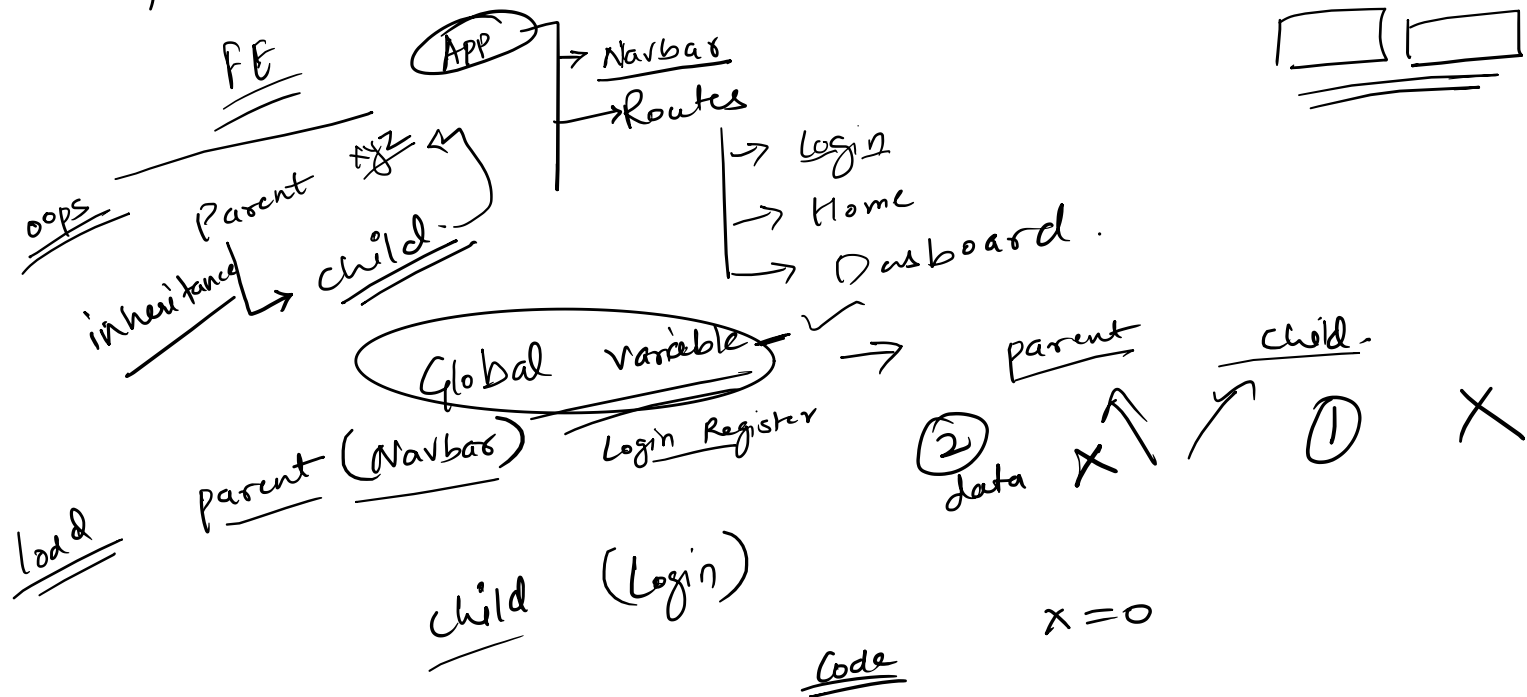 FE
App
Navbar
Routes
Login
Home
Dasboard.
oops
Parent xyz
child.
inheritance
Global variable
Login Register
parent child.
2 1 X
data X
load parent (Navbar)
child (Login)
x = 0
Code